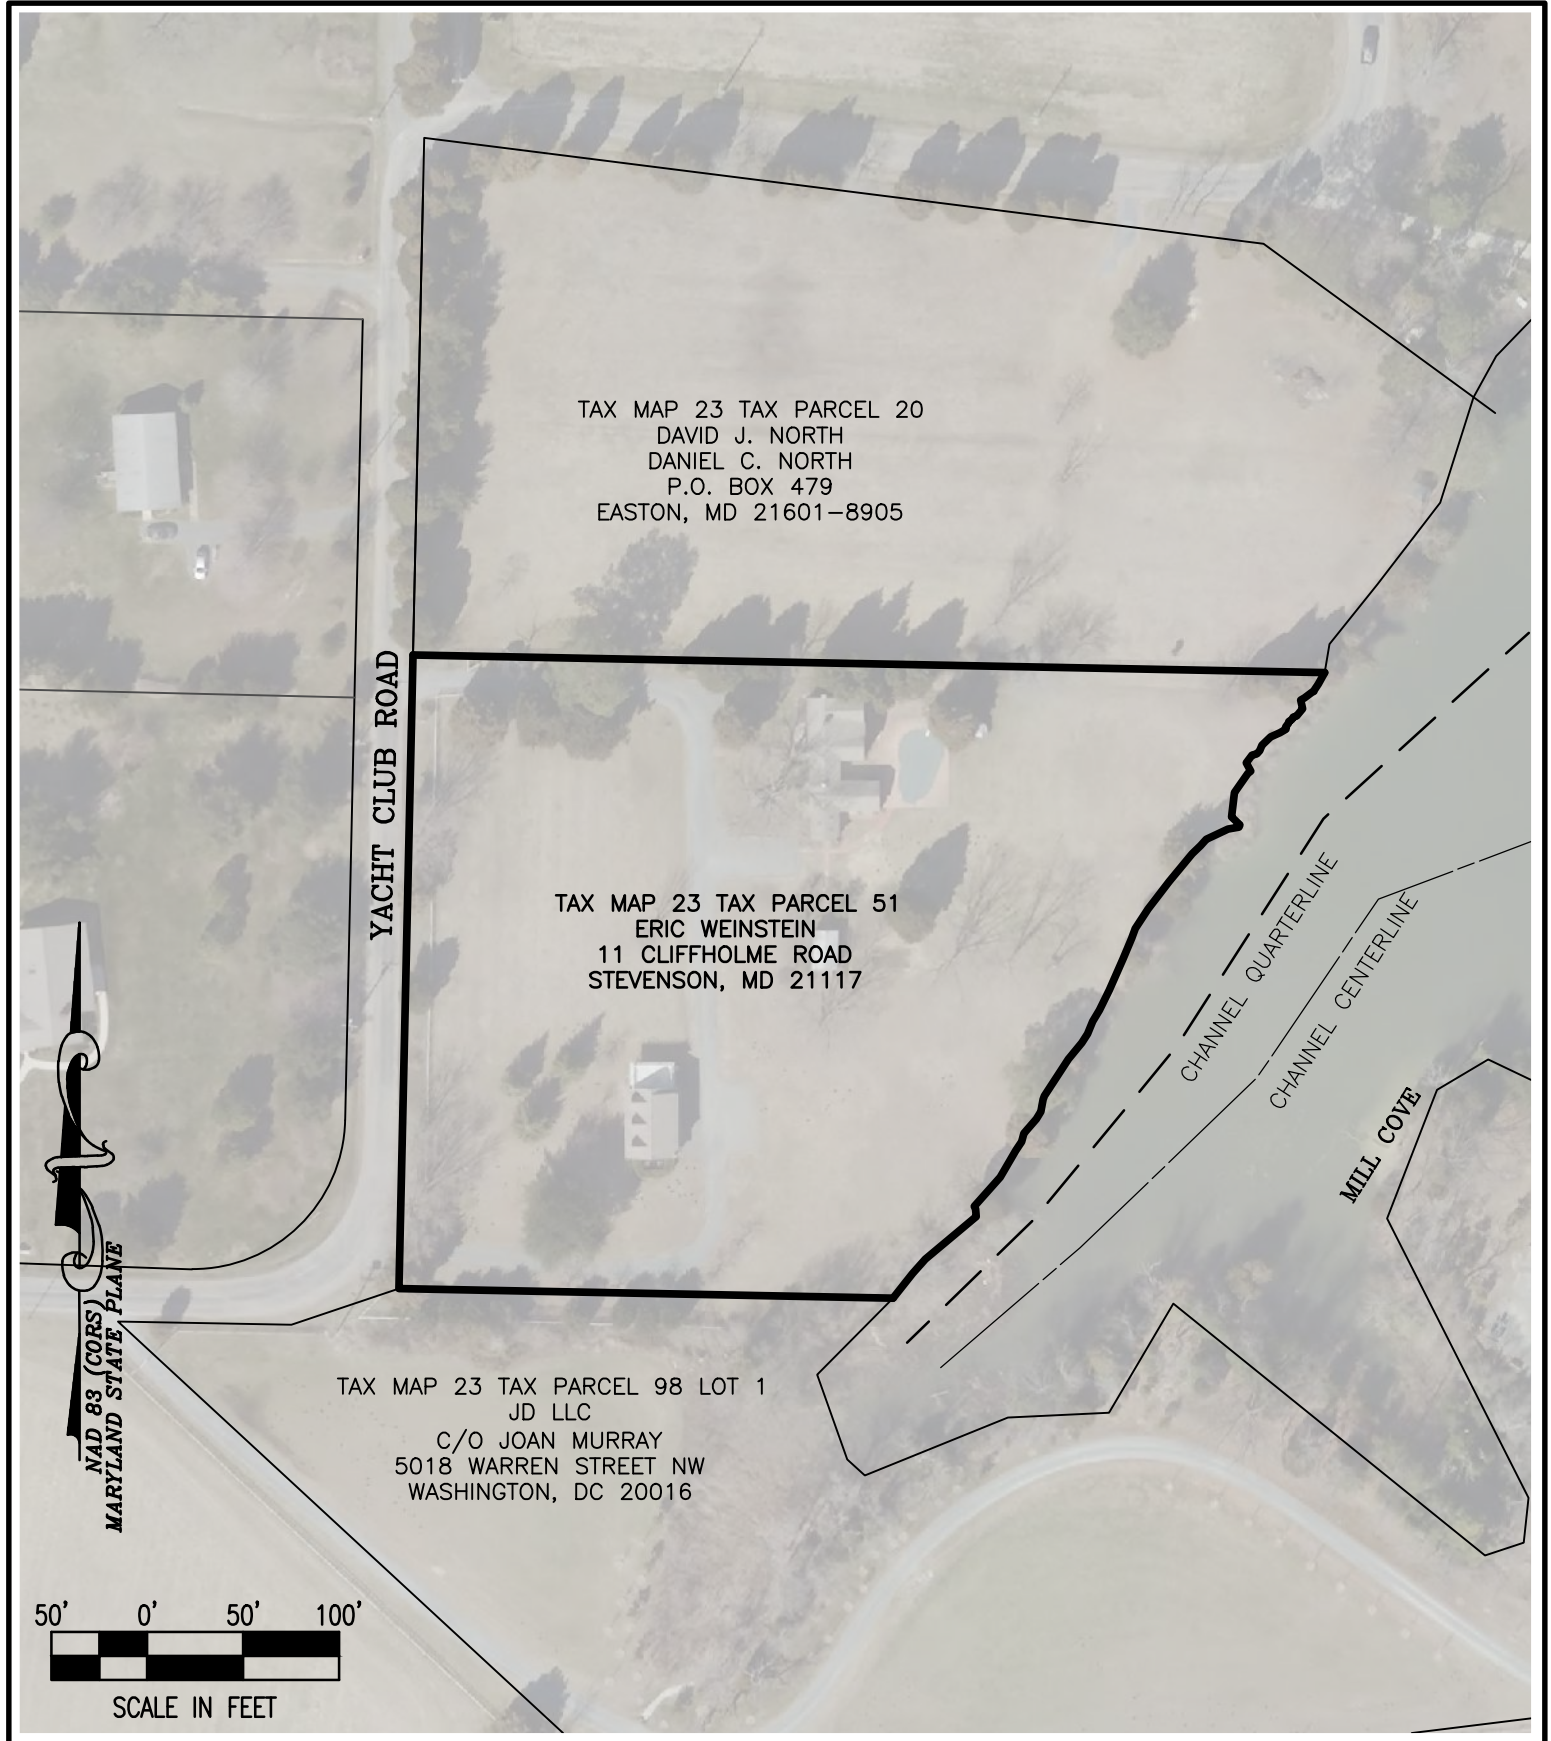 TAX MAP 23 TAX PARCEL 20
DAVID J. NORTH
DANIEL C. NORTH
P.O. BOX 479
EASTON, MD 21601-8905
YACHT CLUB ROAD
TAX MAP 23 TAX PARCEL 51
ERIC WEINSTEIN
11 CLIFFHOLME ROAD
STEVENSON, MD 21117
CHANNEL QUARTERLINE
CHANNEL CENTERLINE
MILL COVE
NAD 83 (CORS)
MARYLAND STATE PLANE
TAX MAP 23 TAX PARCEL 98 LOT 1
JD LLC
C/O JOAN MURRAY
5018 WARREN STREET NW
WASHINGTON, DC 20016
50' 0' 50' 100'
SCALE IN FEET